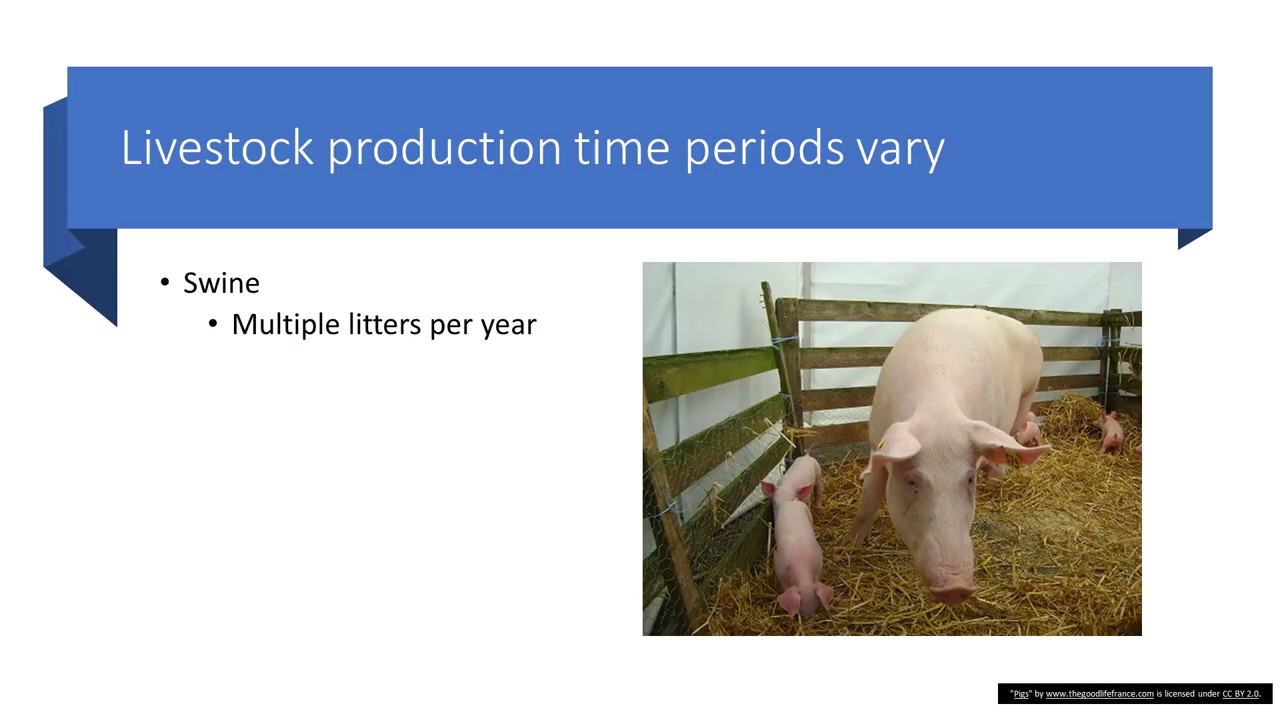 Livestock production time periods vary
• Swine
• Multiple litters per year
"Pigs" by www.thegoodlifefrance.com is licensed under CC BY 2.0.